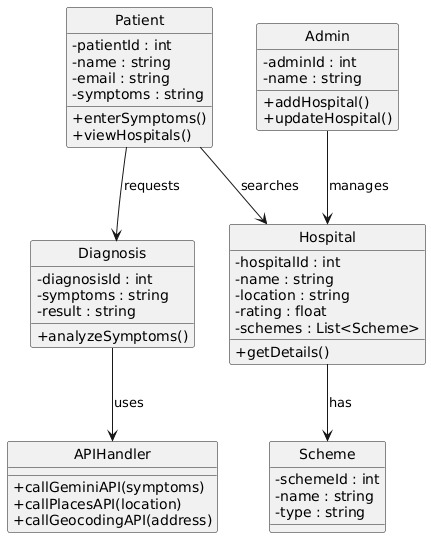 Patient
-patientId : int
-name : string
-email : string
-symptoms : string
+enterSymptoms()
+viewHospitals()
Admin
-adminId : int
-name : string
+addHospital()
+updateHospital()
requests
searches
manages
Diagnosis
-diagnosisId : int
-symptoms : string
-result : string
+analyzeSymptoms()
Hospital
-hospitalId : int
-name : string
-location : string
-rating : float
-schemes : List<Scheme>
+getDetails()
uses
has
APIHandler
+callGeminiAPI(symptoms)
+callPlacesAPI(location)
+callGeocodingAPI(address)
Scheme
-schemeId : int
-name : string
-type : string